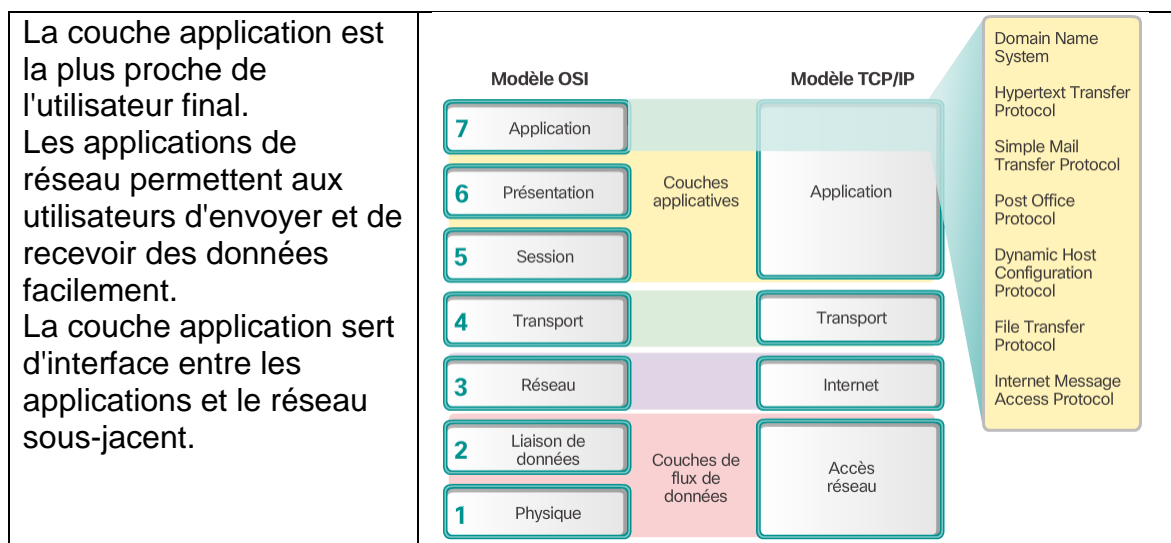 La couche application est
la plus proche de
l'utilisateur final.
Les applications de
réseau permettent aux
utilisateurs d'envoyer et de
recevoir des données
facilement.
La couche application sert
d'interface entre les
applications et le réseau
sous-jacent.
Modèle OSI
Modèle TCP/IP
7 Application
6 Présentation
5 Session
4 Transport
3 Réseau
2 Liaison de
données
1 Physique
Couches
applicatives
Couches de
flux de
données
Application
Transport
Internet
Accès
réseau
Domain Name
System
Hypertext Transfer
Protocol
Simple Mail
Transfer Protocol
Post Office
Protocol
Dynamic Host
Configuration
Protocol
File Transfer
Protocol
Internet Message
Access Protocol